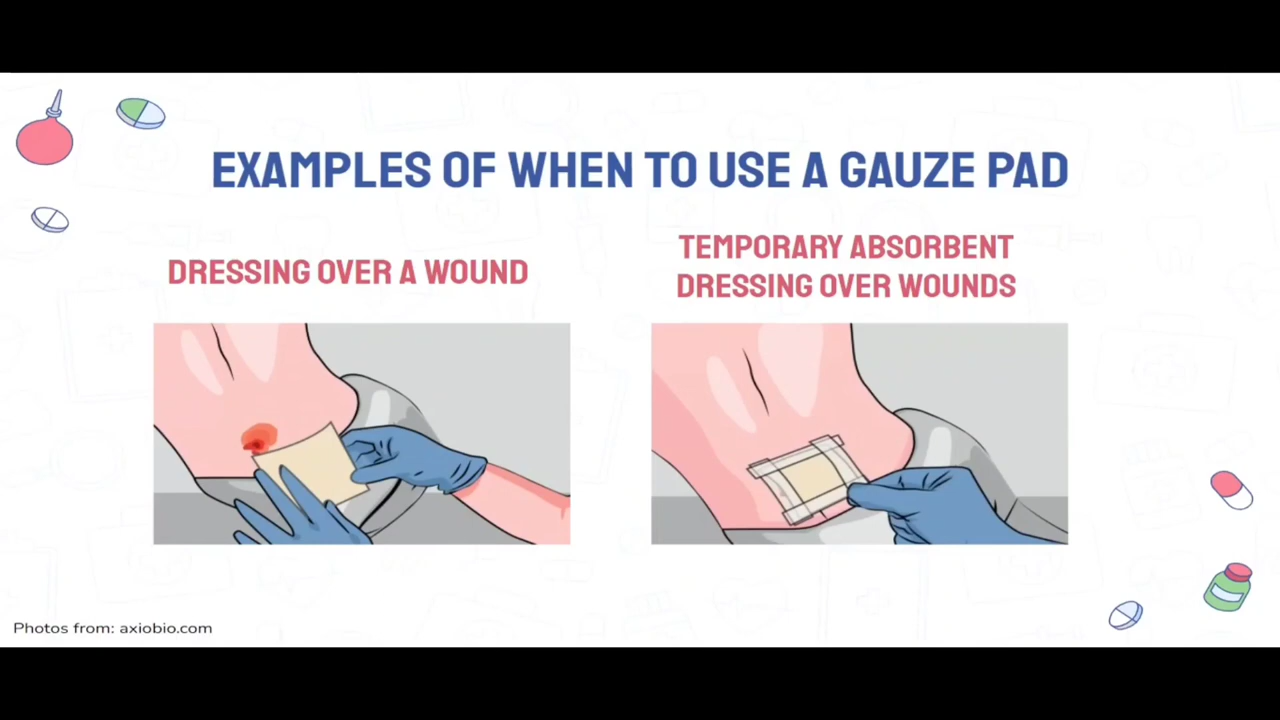 EXAMPLES OF WHEN TO USE A GAUZE PAD
DRESSING OVER A WOUND
TEMPORARY ABSORBENT
DRESSING OVER WOUNDS
Photos from: axiobio.com